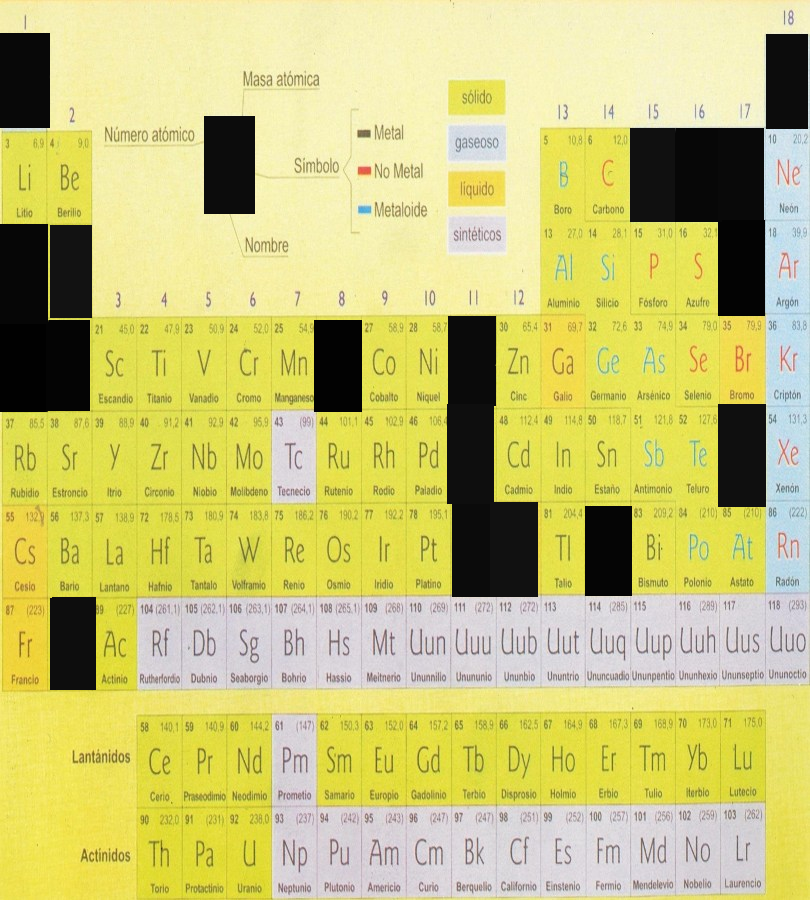 1 18
Masa atómica
2 13 14 15 16 17
Número atómico
Símbolo
Nombre
Metal
No Metal
Metaloide
sólido
gaseoso
líquido
sintéticos
3 6,9 4 9,0 5 10,8 6 12,0 10 20,2
Li Be B C Ne
Litio Berilio Boro Carbono Neón
13 27,0 14 28,1 15 31,0 16 32,1 18 39,9
Al Si P S Ar
Aluminio Silicio Fósforo Azufre Argón
3 4 5 6 7 8 9 10 11 12
21 45,0 22 47,9 23 50,9 24 52,0 25 54,9 27 58,9 28 58,7 30 65,4 31 69,7 32 72,6 33 74,9 34 79,0 35 79,9 36 83,8
Sc Ti V Cr Mn Co Ni Zn Ga Ge As Se Br Kr
Escandio Titanio Vanadio Cromo Manganeso Cobalto Niquel Cinc Galio Germanio Arsénico Selenio Bromo Criptón
37 85,5 38 87,6 39 88,9 40 91,2 41 92,9 42 95,9 43 (99) 44 101,1 45 102,9 46 106,4 48 112,4 49 114,8 50 118,7 51 121,8 52 127,6 54 131,3
Rb Sr Y Zr Nb Mo Tc Ru Rh Pd Cd In Sn Sb Te Xe
Rubidio Estroncio Itrio Circonio Niobio Molibdeno Tecnecio Rutenio Rodio Paladio Cadmio Indio Estaño Antimonio Teluro Xenón
55 132,9 56 137,3 57 138,9 72 178,5 73 180,9 74 183,8 75 186,2 76 190,2 77 192,2 78 195,1 81 204,4 83 209,2 84 (210) 85 (210) 86 (222)
Cs Ba La Hf Ta W Re Os Ir Pt Tl Bi Po At Rn
Cesio Bario Lantano Hafnio Tantalo Volframio Renio Osmio Iridio Platino Talio Bismuto Polonio Astato Radón
87 (223) 89 (227) 104 (261,1) 105 (262,1) 106 (263,1) 107 (264,1) 108 (265,1) 109 (268) 110 (269) 111 (272) 112 (272) 113 114 (285) 115 116 (289) 117 118 (293)
Fr Ac Rf Db Sg Bh Hs Mt Uun Uuu Uub Uut Uuq Uup Uuh Uus Uuo
Francio Actinio Rutherfordio Dubnio Seaborgio Bohrio Hassio Meitnerio Ununnilio Unununio Ununbio Ununtrio Ununcuadio Ununpentio Ununhexio Ununseptio Ununoctio
58 140,1 59 140,9 60 144,2 61 (147) 62 150,3 63 152,0 64 157,2 65 158,9 66 162,5 67 164,9 68 167,3 69 168,9 70 173,0 71 175,0
Lantánidos Ce Pr Nd Pm Sm Eu Gd Tb Dy Ho Er Tm Yb Lu
Cerio Praseodimio Neodimio Prometio Samario Europio Gadolinio Terbio Disprosio Holmio Erbio Tulio Iterbio Lutecio
90 232,0 91 (231) 92 238,0 93 (237) 94 (242) 95 (243) 96 (247) 97 (247) 98 (251) 99 (252) 100 (257) 101 (256) 102 (259) 103 (262)
Actinidos Th Pa U Np Pu Am Cm Bk Cf Es Fm Md No Lr
Torio Protactinio Uranio Neptunio Plutonio Americio Curio Berquelio Californio Einstenio Fermio Mendelevio Nobelio Laurencio